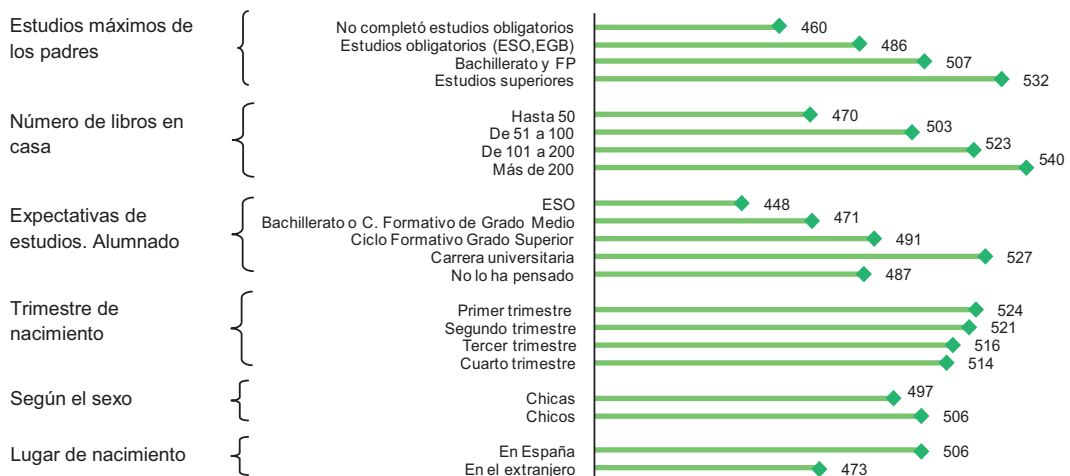 Estudios máximos de
los padres
No completó estudios obligatorios 460
Estudios obligatorios (ESO,EGB) 486
Bachillerato y FP 507
Estudios superiores 532
Número de libros en
casa
Hasta 50 470
De 51 a 100 503
De 101 a 200 523
Más de 200 540
Expectativas de
estudios. Alumnado
ESO 448
Bachillerato o C. Formativo de Grado Medio 471
Ciclo Formativo Grado Superior 491
Carrera universitaria 527
No lo ha pensado 487
Trimestre de
nacimiento
Primer trimestre 524
Segundo trimestre 521
Tercer trimestre 516
Cuarto trimestre 514
Según el sexo
Chicas 497
Chicos 506
Lugar de nacimiento
En España 506
En el extranjero 473